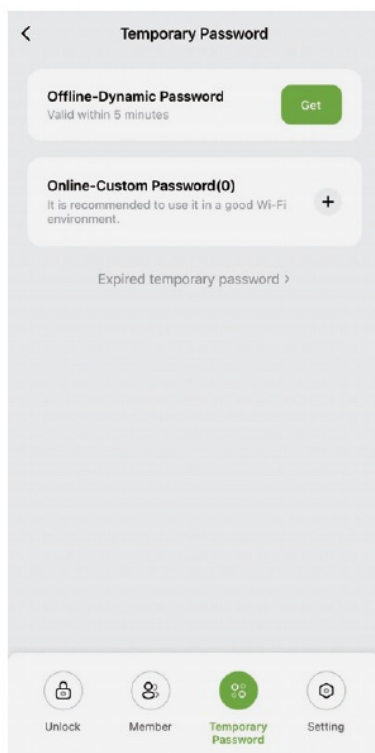 Temporary Password
Offline-Dynamic Password
Valid within 5 minutes
Get
Online-Custom Password(0)
It is recommended to use it in a good Wi-Fi
environment.
+
Expired temporary password >
Unlock
Member
Temporary
Password
Setting